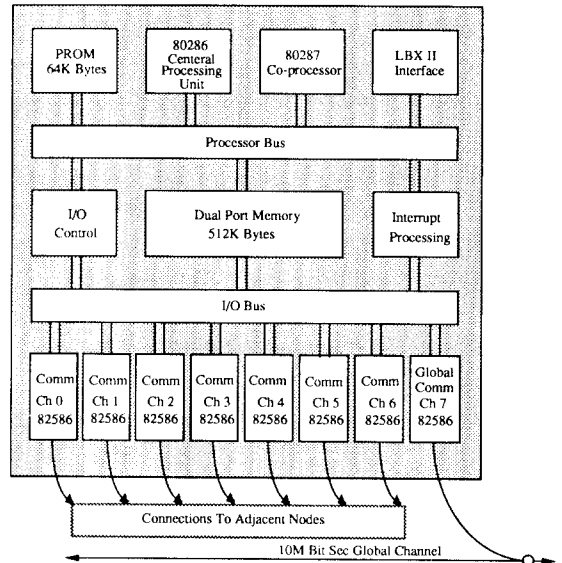 PROM
64K Bytes
80286
Centeral
Processing
Unit
80287
Co-processor
LBX II
Interface
Processor Bus
I/O
Control
Dual Port Memory
512K Bytes
Interrupt
Processing
I/O Bus
Comm
Ch 0
82586
Comm
Ch 1
82586
Comm
Ch 2
82586
Comm
Ch 3
82586
Comm
Ch 4
82586
Comm
Ch 5
82586
Comm
Ch 6
82586
Global
Comm
Ch 7
82586
Connections To Adjacent Nodes
10M Bit Sec Global Channel